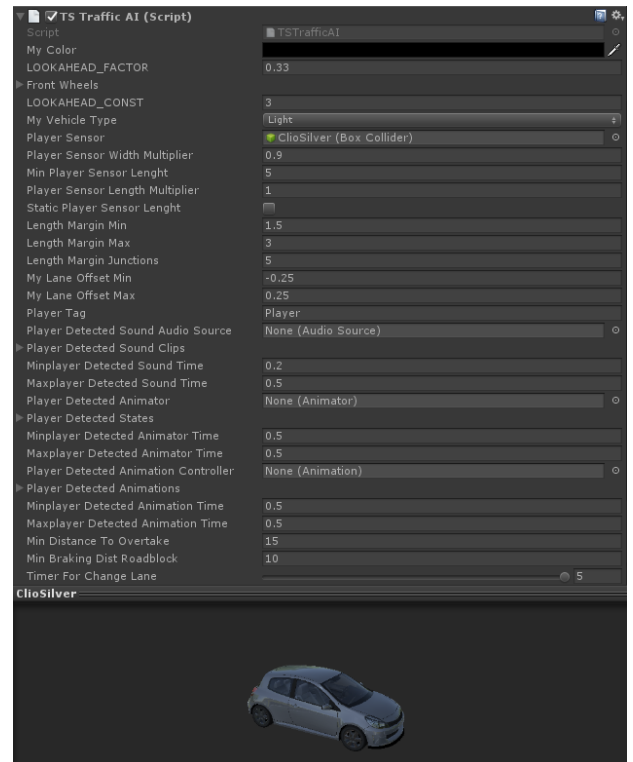 TS Traffic AI (Script)
Script TSTrafficAI
My Color
LOOKAHEAD_FACTOR 0.33
Front Wheels
LOOKAHEAD_CONST 3
My Vehicle Type Light
Player Sensor ClioSilver (Box Collider)
Player Sensor Width Multiplier 0.9
Min Player Sensor Lenght 5
Player Sensor Length Multiplier 1
Static Player Sensor Lenght
Length Margin Min 1.5
Length Margin Max 3
Length Margin Junctions 5
My Lane Offset Min -0.25
My Lane Offset Max 0.25
Player Tag Player
Player Detected Sound Audio Source None (Audio Source)
Player Detected Sound Clips
Minplayer Detected Sound Time 0.2
Maxplayer Detected Sound Time 0.5
Player Detected Animator None (Animator)
Player Detected States
Minplayer Detected Animator Time 0.5
Maxplayer Detected Animator Time 0.5
Player Detected Animation Controller None (Animation)
Player Detected Animations
Minplayer Detected Animation Time 0.5
Maxplayer Detected Animation Time 0.5
Min Distance To Overtake 15
Min Braking Dist Roadblock 10
Timer For Change Lane 5
ClioSilver